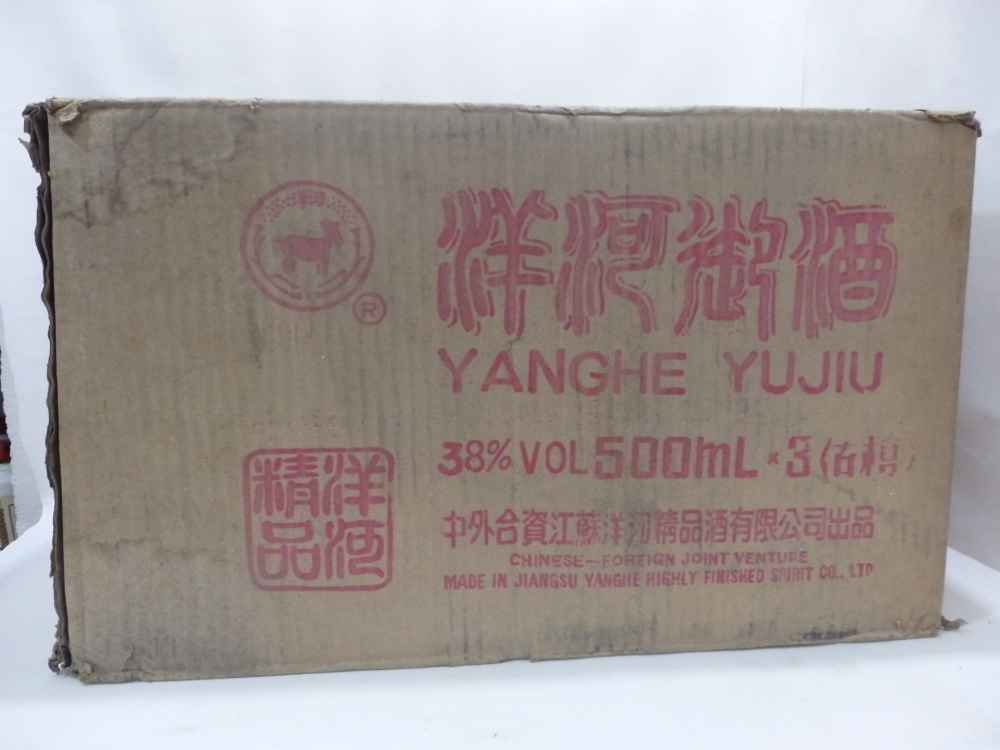 洋河御酒
YANGHE YUJIU
®
38% VOL 500mL × 3 (古樽)
洋河
精品
中外合資江蘇洋河精品酒有限公司出品
CHINESE-FOREIGN JOINT VENTURE
MADE IN JIANGSU YANGHE HIGHLY FINISHED SPIRIT CO., LTD